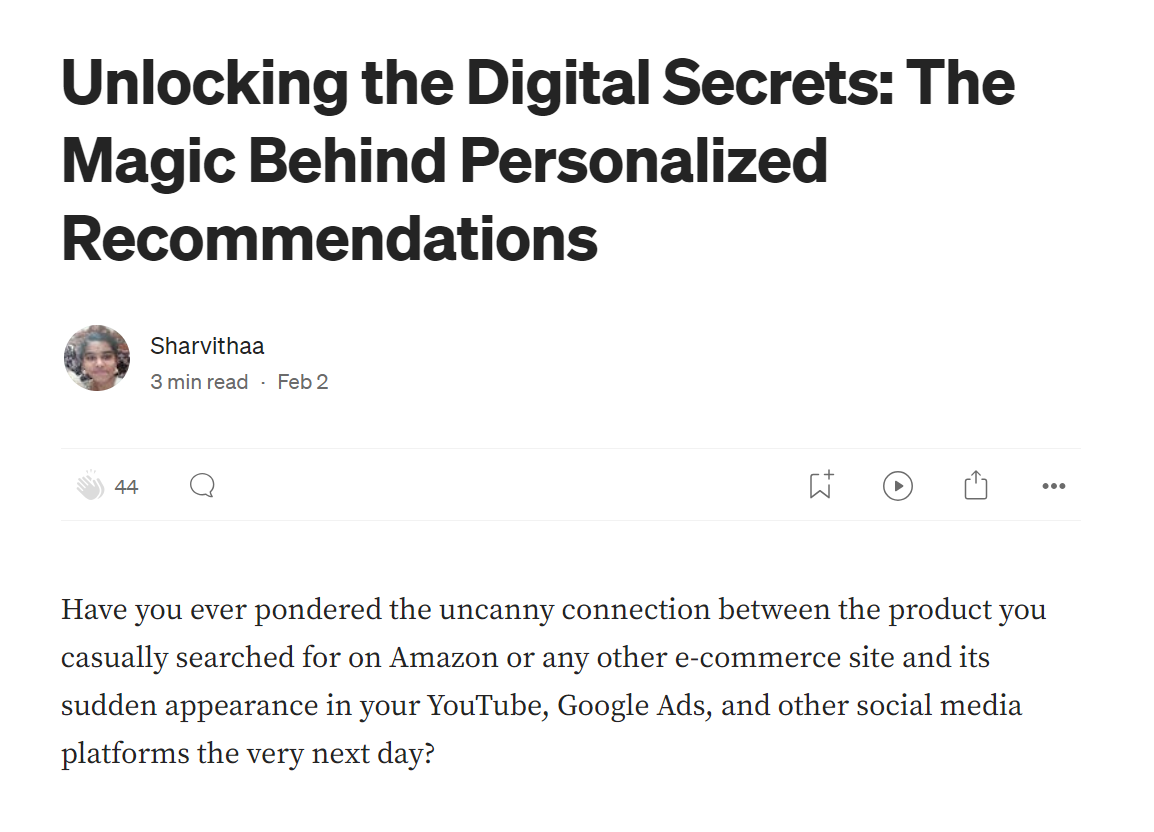 Unlocking the Digital Secrets: The
Magic Behind Personalized
Recommendations
Sharvithaa
3 min read · Feb 2
44
Have you ever pondered the uncanny connection between the product you
casually searched for on Amazon or any other e-commerce site and its
sudden appearance in your YouTube, Google Ads, and other social media
platforms the very next day?